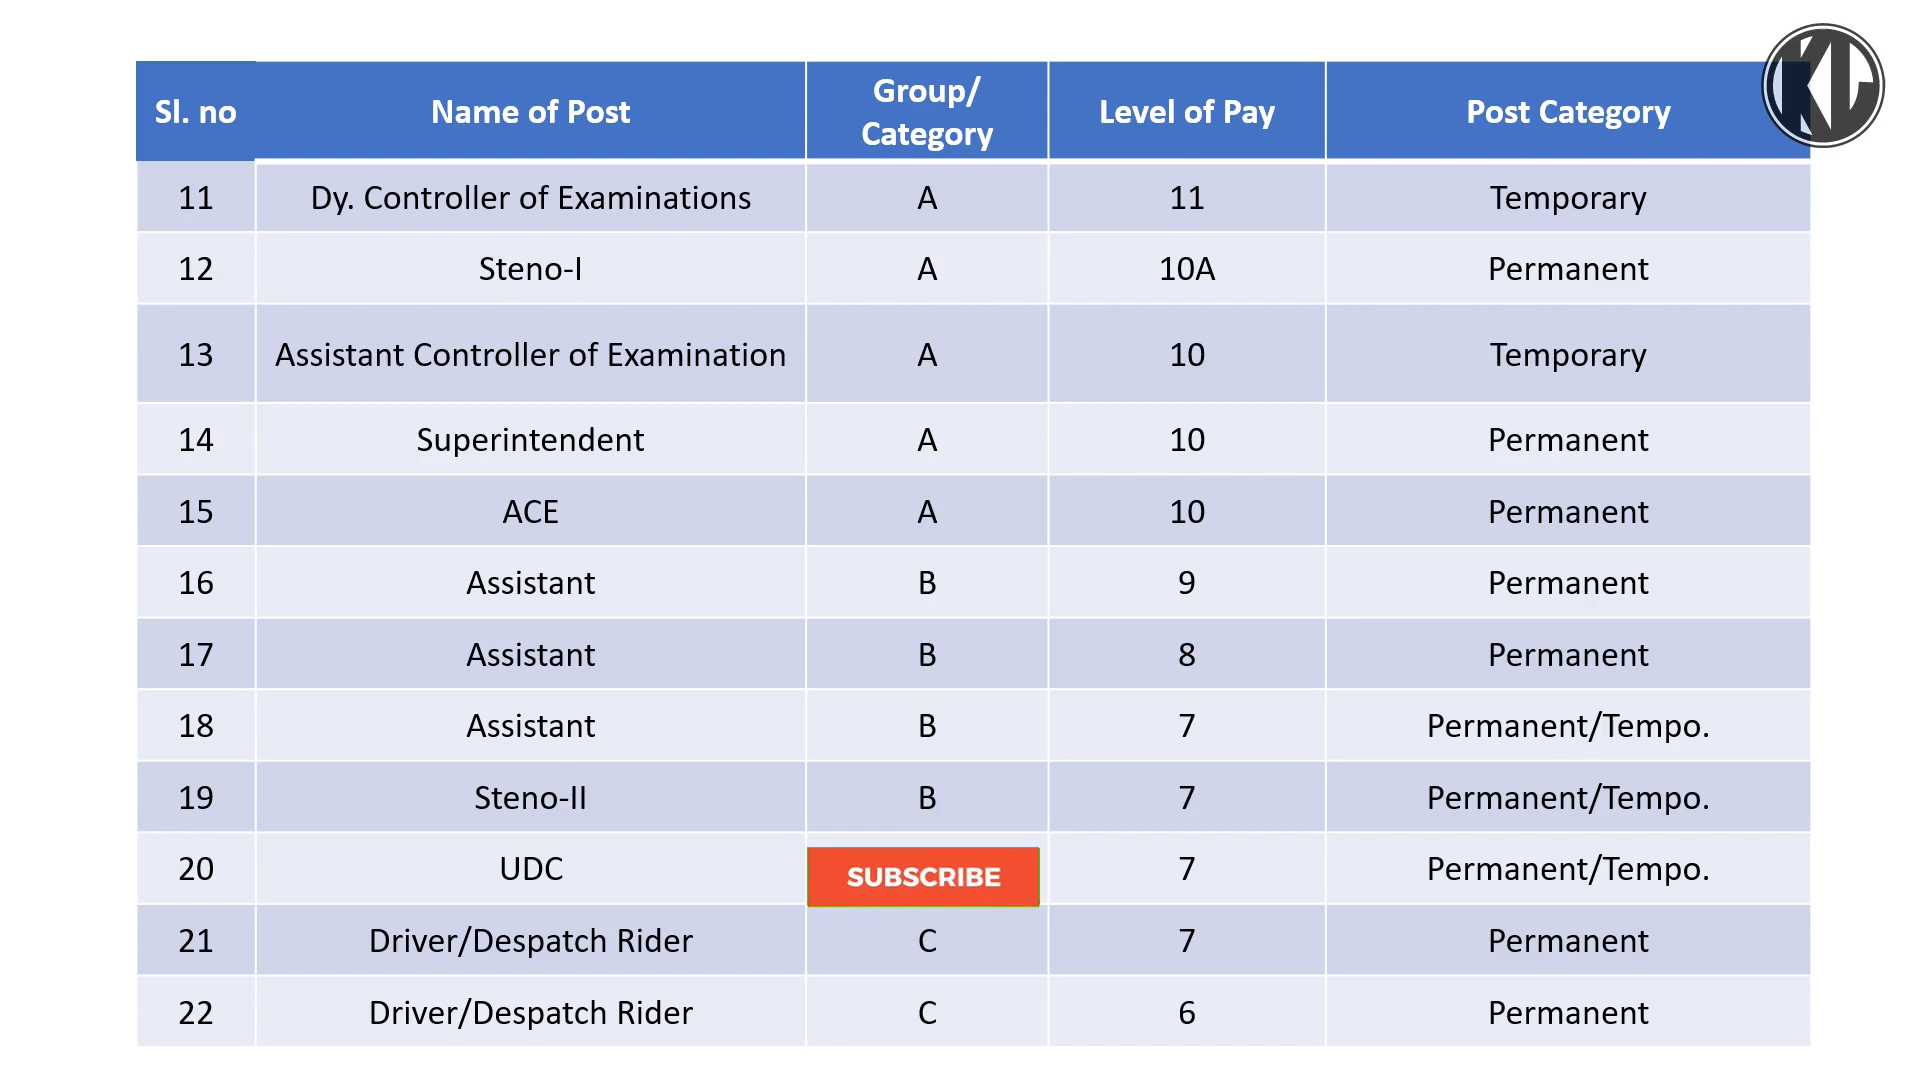 Sl. no Name of Post Group/ Category Level of Pay Post Category
11 Dy. Controller of Examinations A 11 Temporary
12 Steno-I A 10A Permanent
13 Assistant Controller of Examination A 10 Temporary
14 Superintendent A 10 Permanent
15 ACE A 10 Permanent
16 Assistant B 9 Permanent
17 Assistant B 8 Permanent
18 Assistant B 7 Permanent/Tempo.
19 Steno-II B 7 Permanent/Tempo.
20 UDC SUBSCRIBE 7 Permanent/Tempo.
21 Driver/Despatch Rider C 7 Permanent
22 Driver/Despatch Rider C 6 Permanent